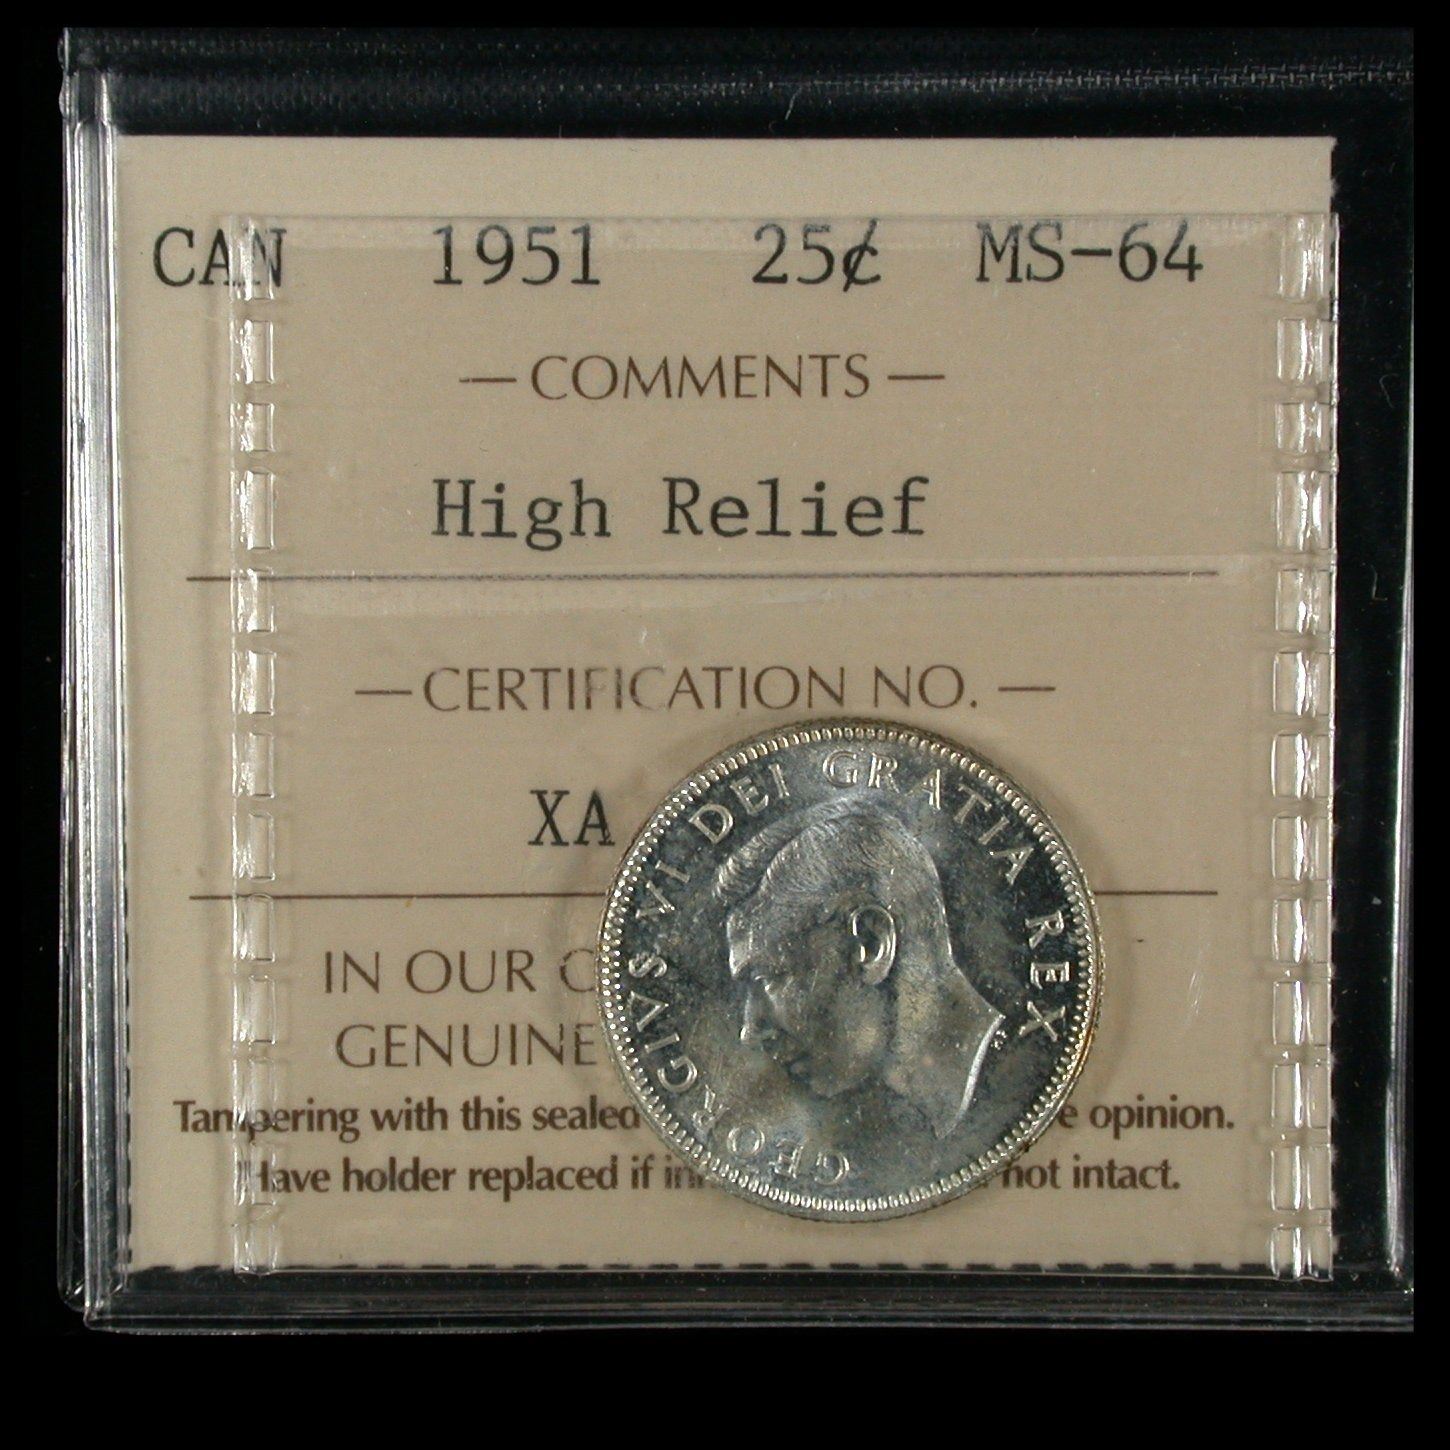 CAN 1951 25¢ MS-64
— COMMENTS —
High Relief
— CERTIFICATION NO. —
XA
IN OUR
GENUINE
Tampering with this sealed opinion.
Have holder replaced if not intact.
GEORGIVS VI DEI GRATIA REX